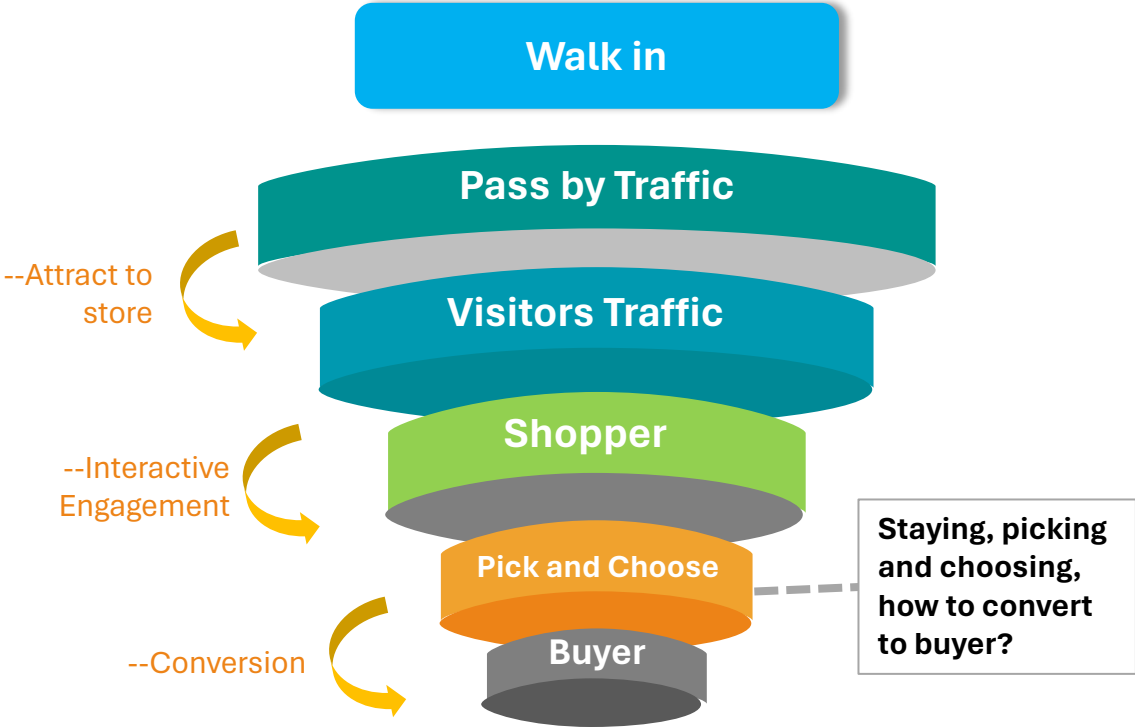 Walk in
Pass by Traffic
--Attract to
store
Visitors Traffic
Shopper
--Interactive
Engagement
Pick and Choose
Staying, picking
and choosing,
how to convert
to buyer?
Buyer
--Conversion